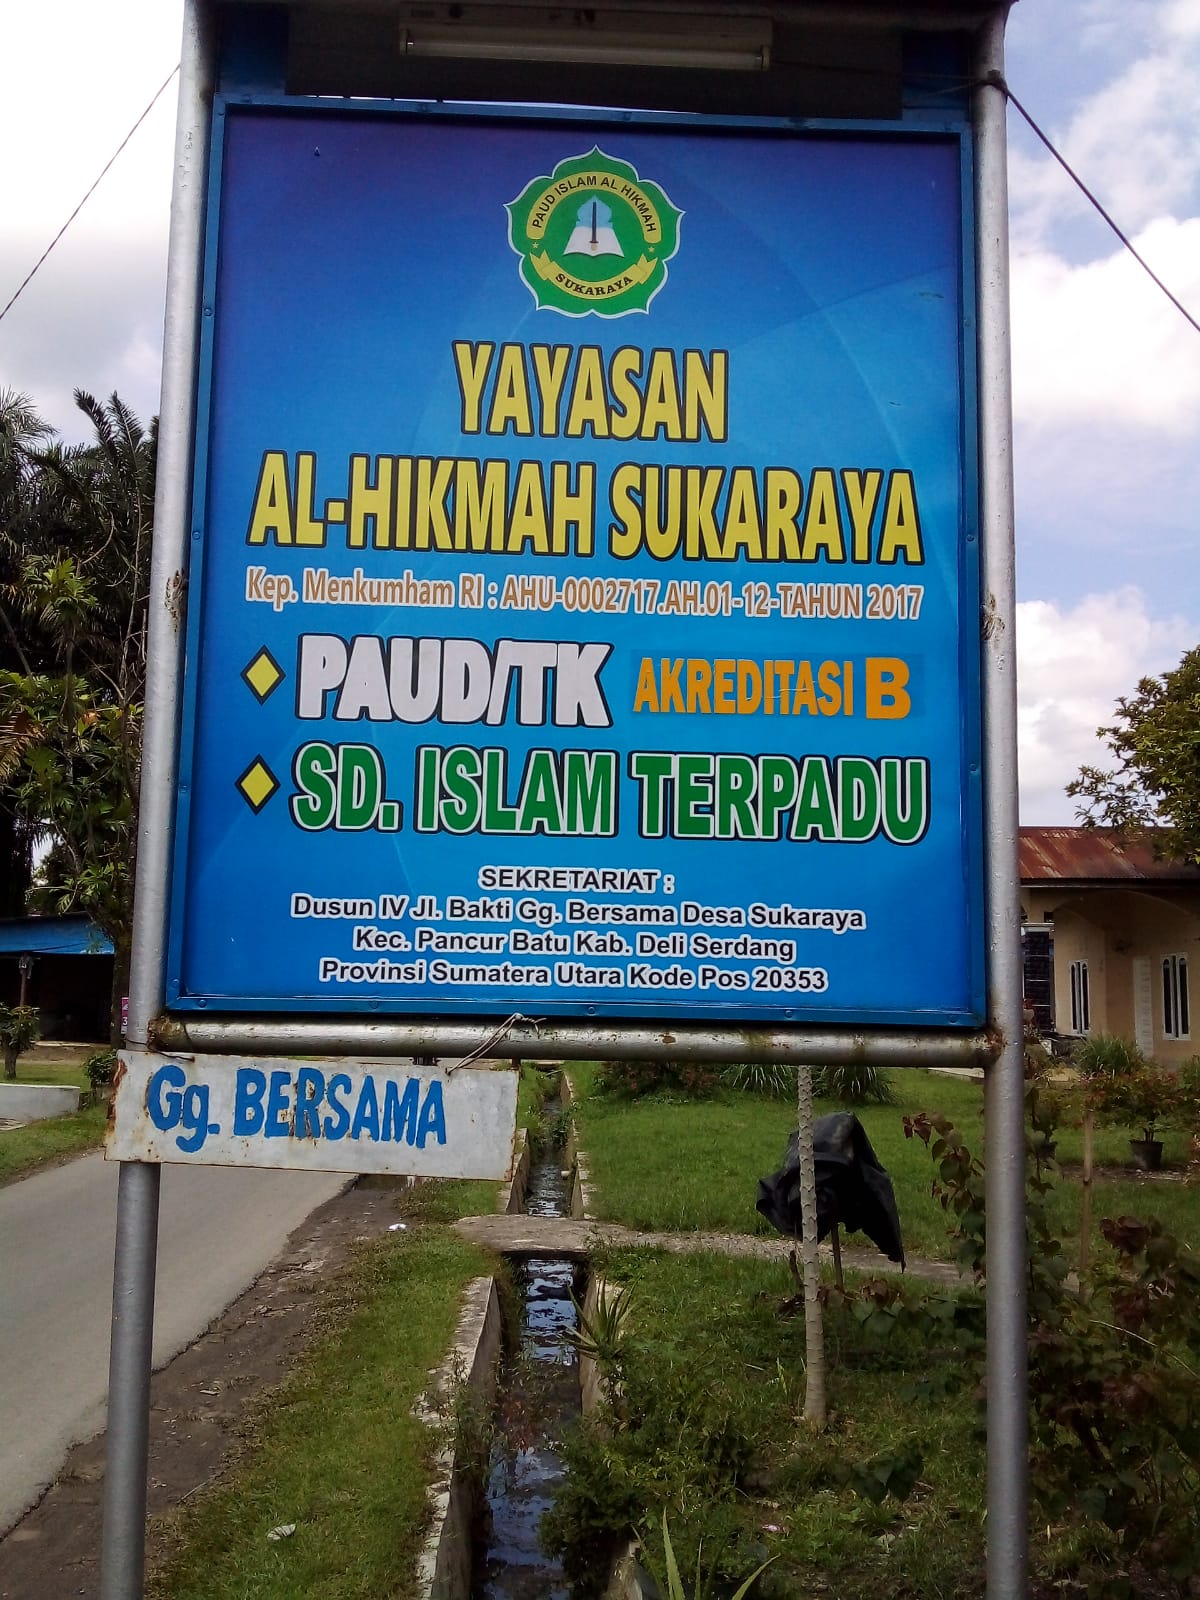 PAUD ISLAM AL HIKMAH
SUKARAYA
YAYASAN
AL-HIKMAH SUKARAYA
Kep. Menkumham RI : AHU-0002717.AH.01-12-TAHUN 2017
PAUD/TK AKREDITASI B
SD. ISLAM TERPADU
SEKRETARIAT :
Dusun IV Jl. Bakti Gg. Bersama Desa Sukaraya
Kec. Pancur Batu Kab. Deli Serdang
Provinsi Sumatera Utara Kode Pos 20353
Gg. BERSAMA